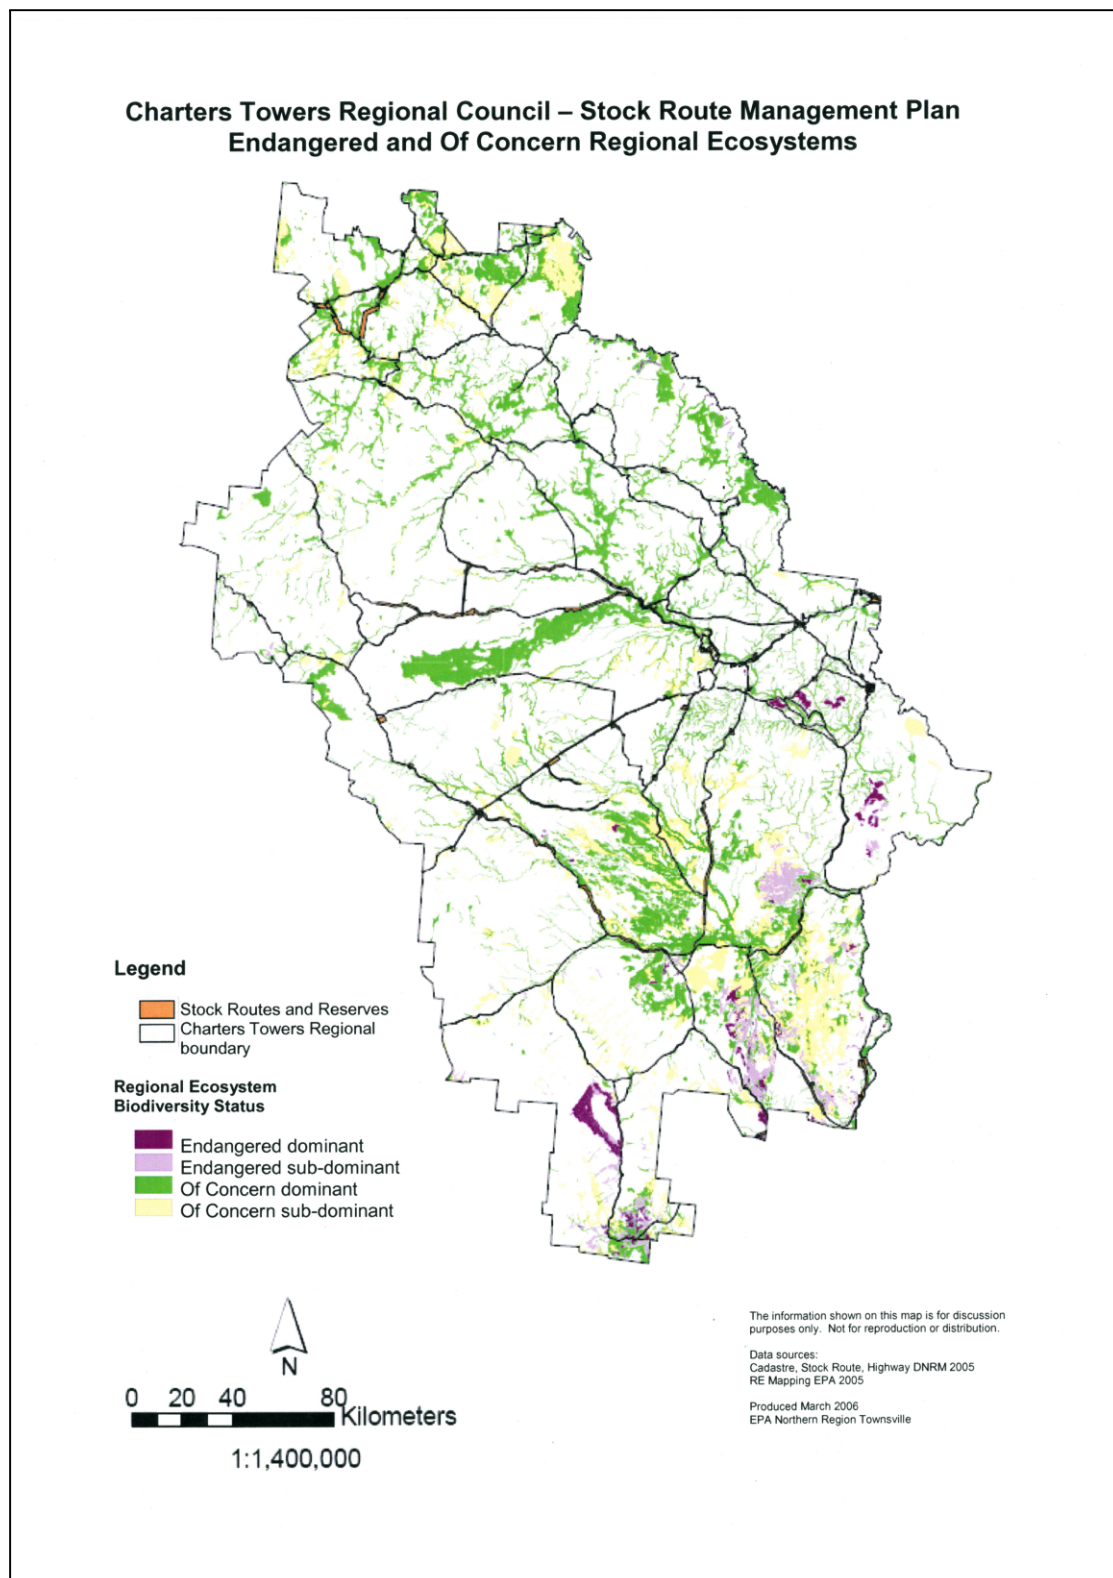 Charters Towers Regional Council – Stock Route Management Plan
Endangered and Of Concern Regional Ecosystems
Legend
Stock Routes and Reserves
Charters Towers Regional
boundary
Regional Ecosystem
Biodiversity Status
Endangered dominant
Endangered sub-dominant
Of Concern dominant
Of Concern sub-dominant
N
0 20 40 80
Kilometers
1:1,400,000
The information shown on this map is for discussion
purposes only. Not for reproduction or distribution.
Data sources:
Cadastre, Stock Route, Highway DNRM 2005
RE Mapping EPA 2005
Produced March 2006
EPA Northern Region Townsville